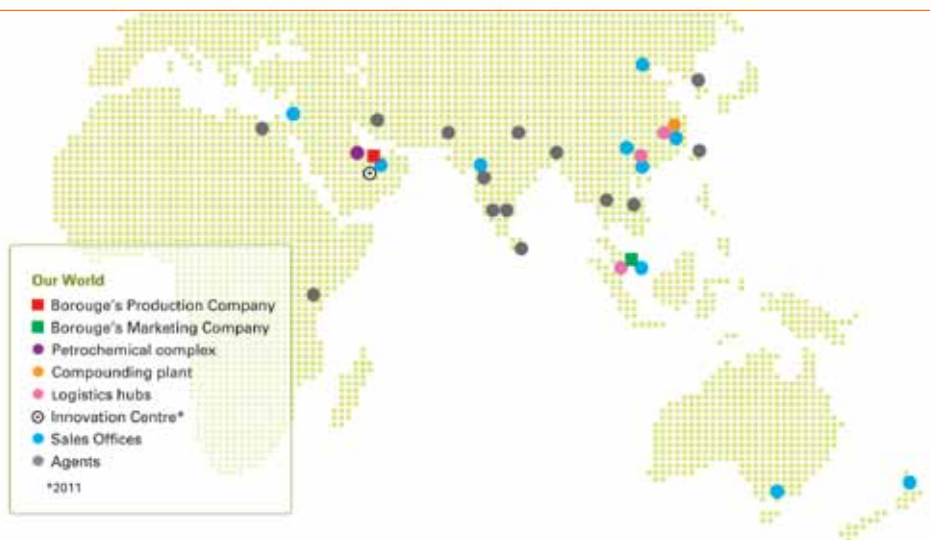 Our World
Borouge's Production Company
Borouge's Marketing Company
Petrochemical complex
Compounding plant
Logistics hubs
Innovation Centre*
Sales Offices
Agents
*2011